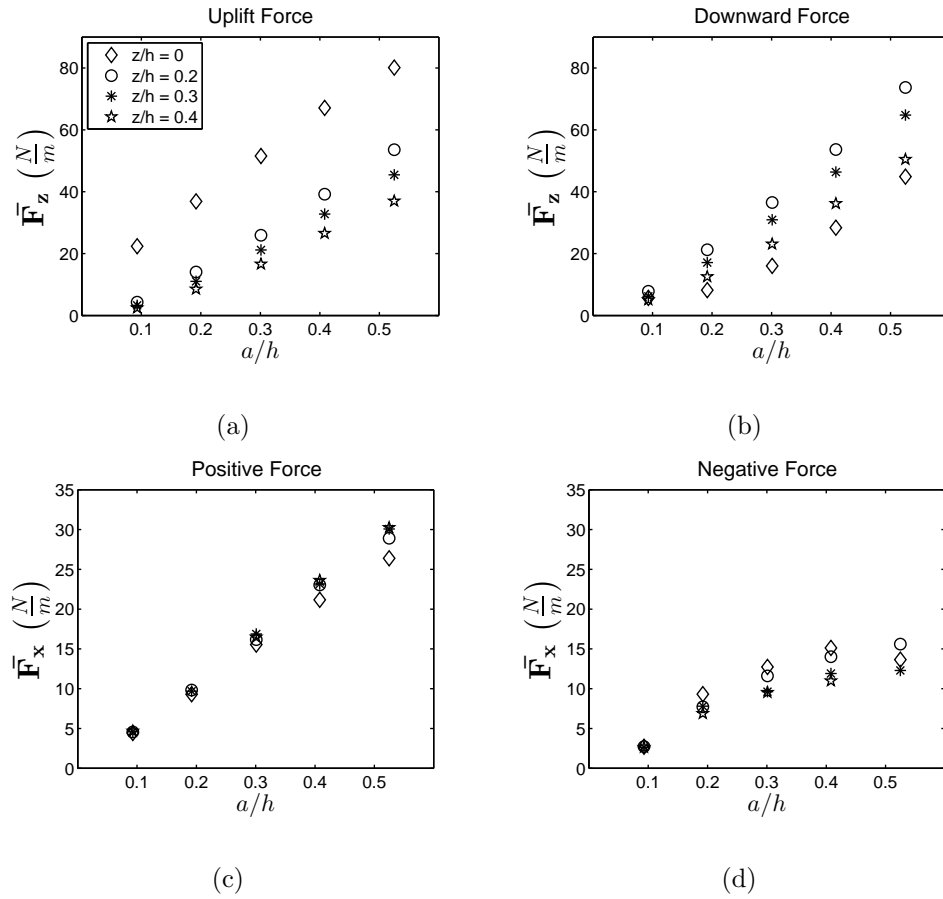 Uplift Force
80
60
40
20
0
0.1 0.2 0.3 0.4 0.5
F̄z (N/m)
a/h
z/h = 0
z/h = 0.2
z/h = 0.3
z/h = 0.4
(a)
Downward Force
80
60
40
20
0
0.1 0.2 0.3 0.4 0.5
F̄z (N/m)
a/h
(b)
Positive Force
35
30
25
20
15
10
5
0
0.1 0.2 0.3 0.4 0.5
F̄x (N/m)
a/h
(c)
Negative Force
35
30
25
20
15
10
5
0
0.1 0.2 0.3 0.4 0.5
F̄x (N/m)
a/h
(d)